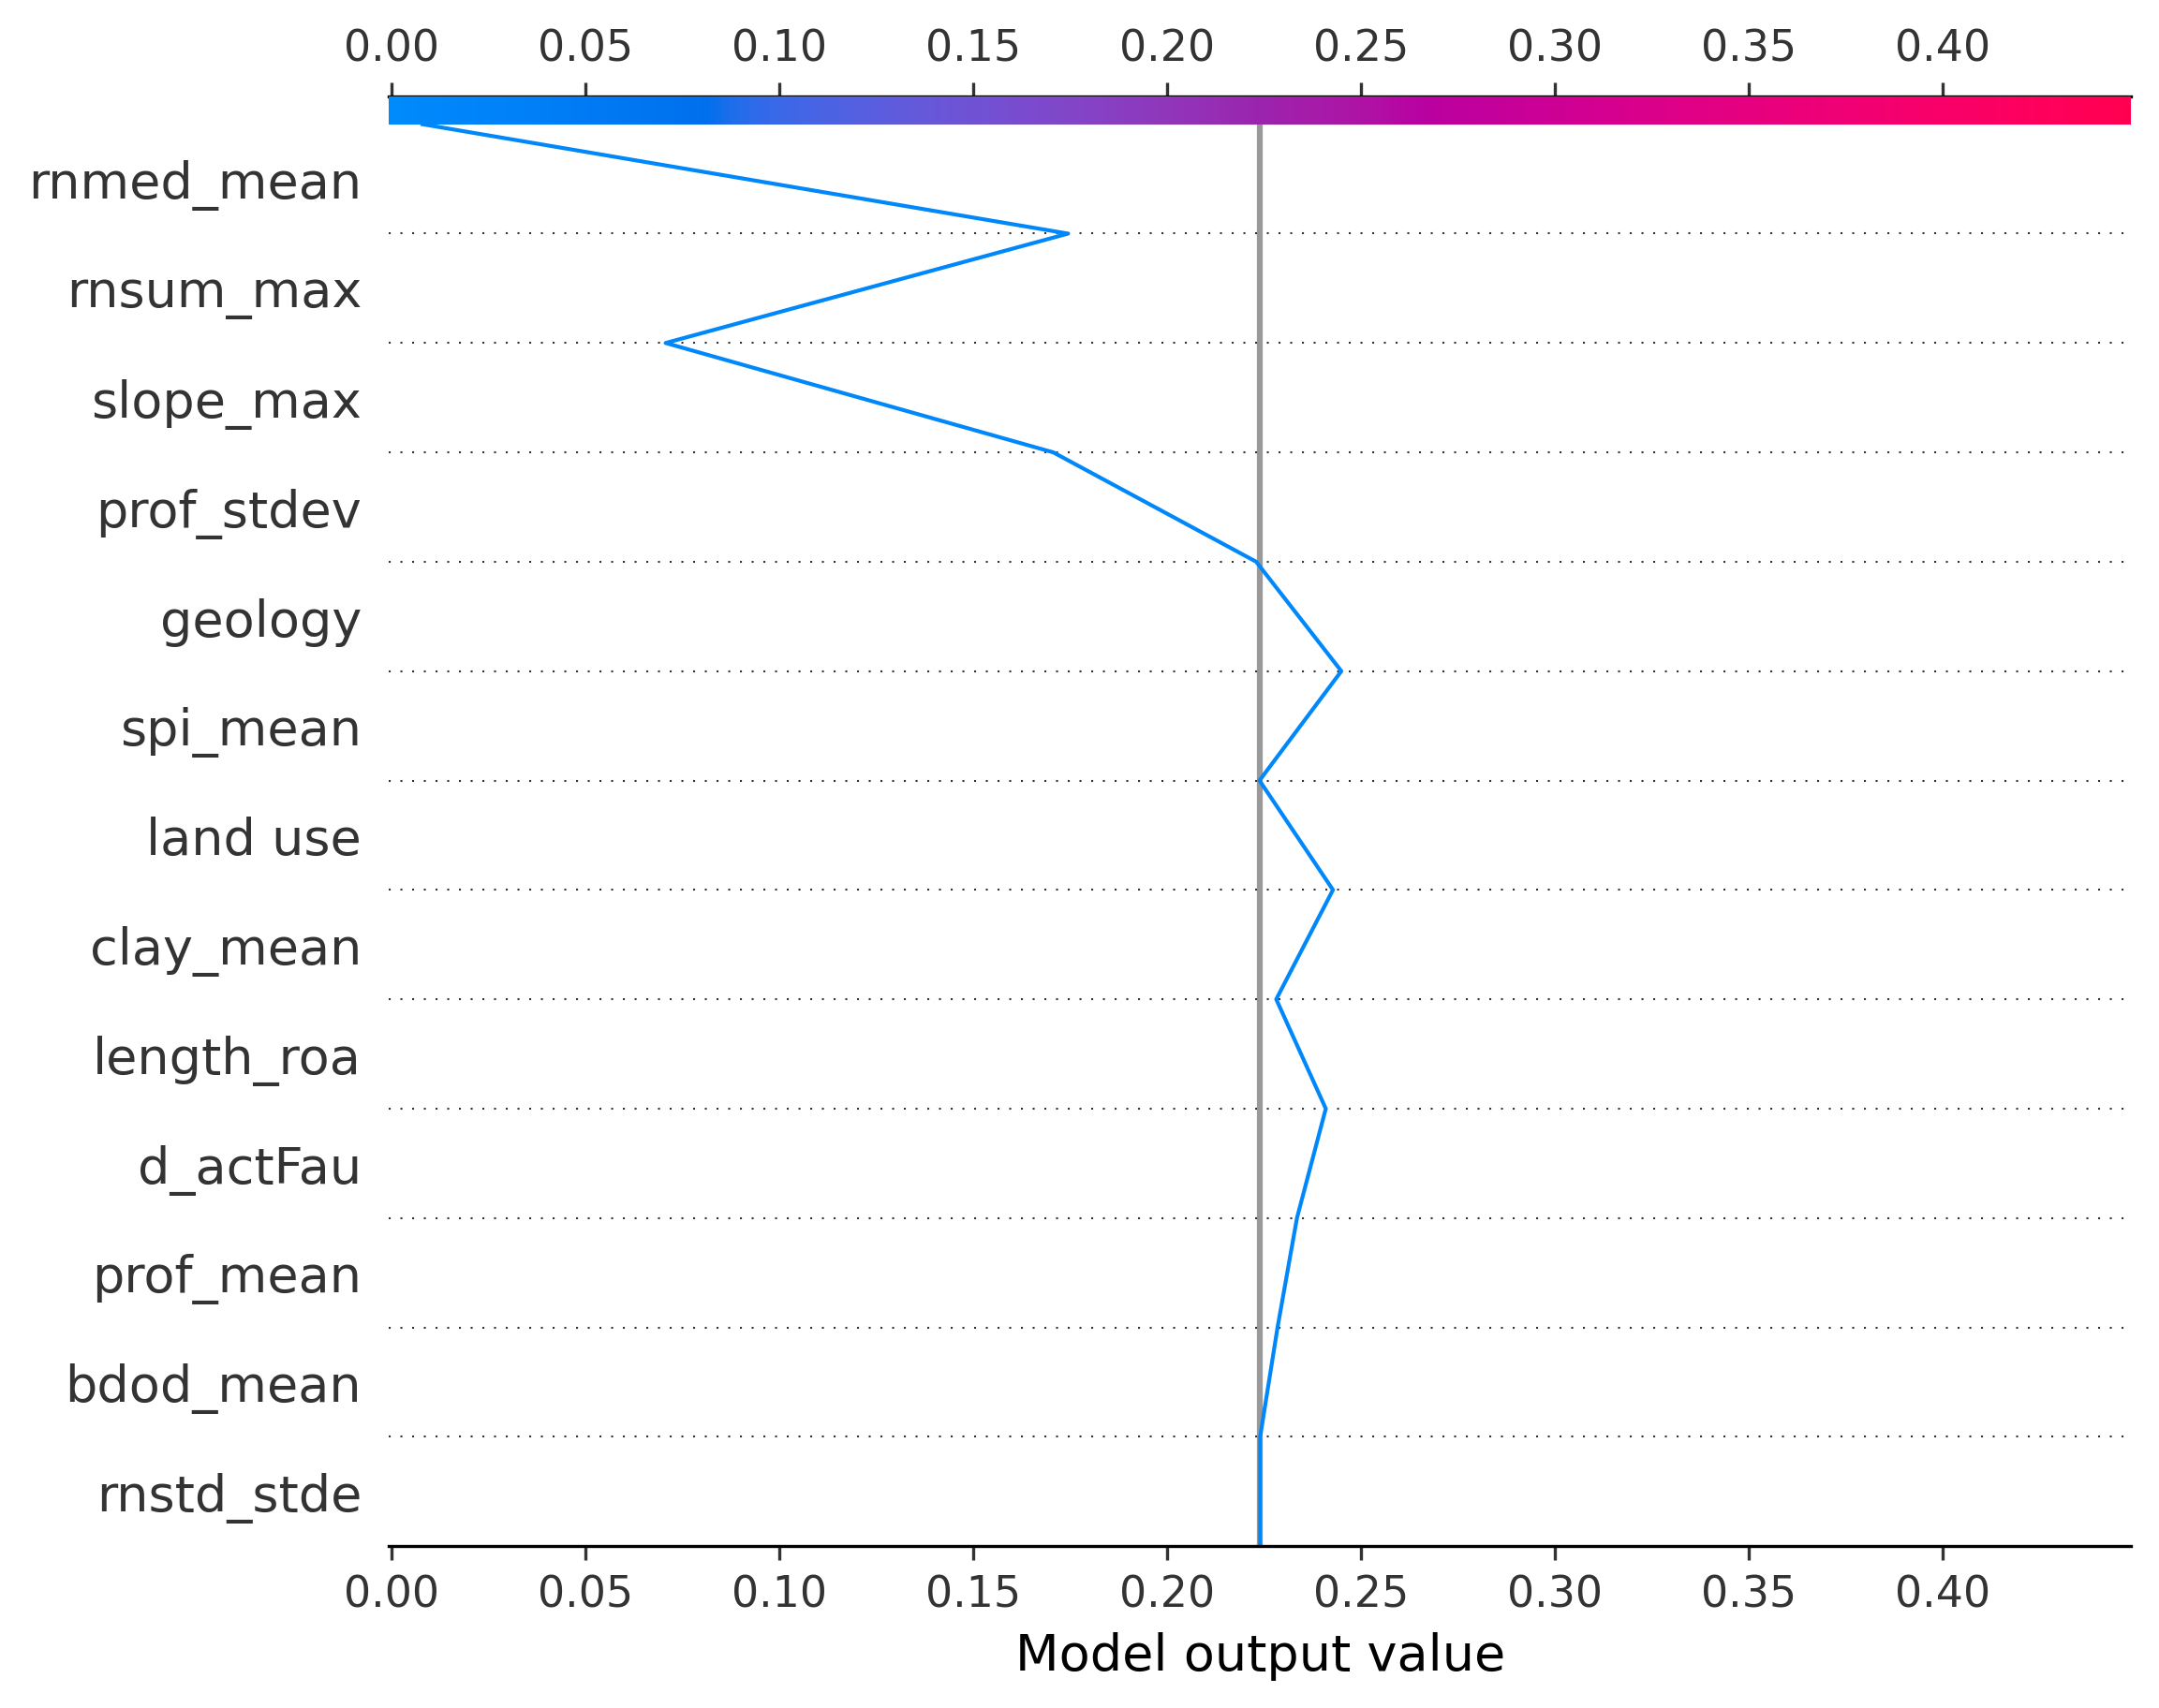 0.00 0.05 0.10 0.15 0.20 0.25 0.30 0.35 0.40
rnmed_mean
rnsum_max
slope_max
prof_stdev
geology
spi_mean
land use
clay_mean
length_roa
d_actFau
prof_mean
bdod_mean
rnstd_stde
0.00 0.05 0.10 0.15 0.20 0.25 0.30 0.35 0.40
Model output value